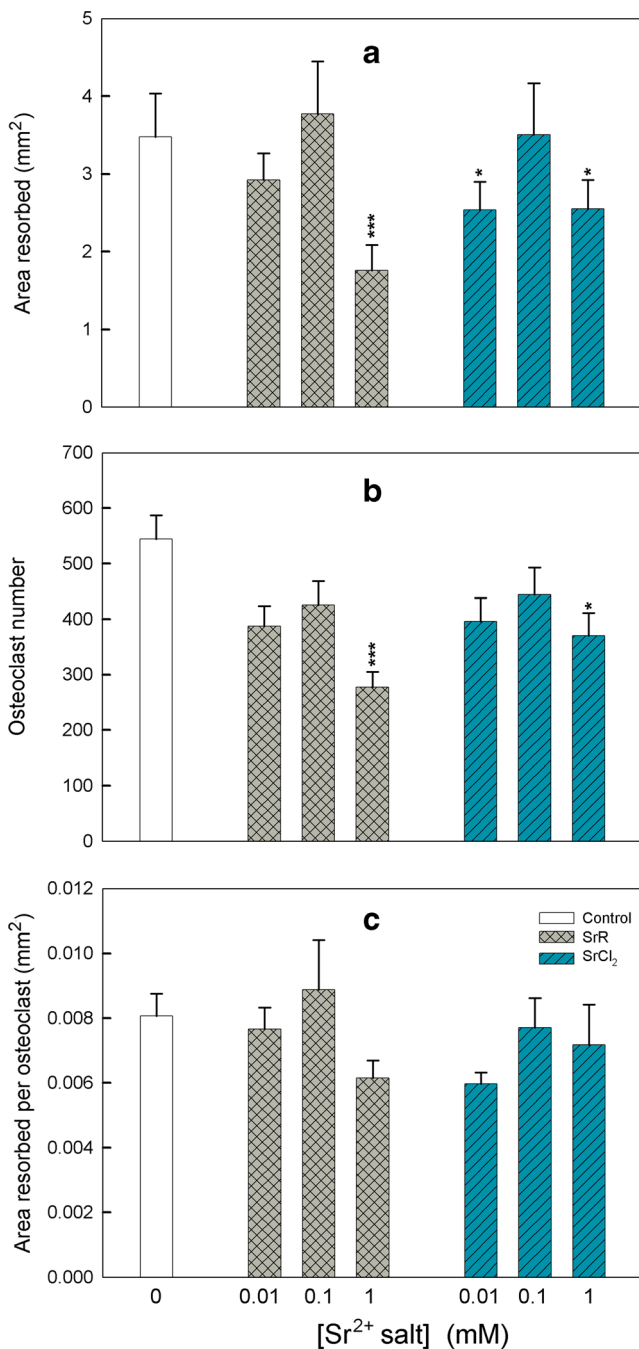 a
Area resorbed (mm²)
5
4
3
2
1
0
***
*
*
b
Osteoclast number
700
600
500
400
300
200
100
0
***
*
c
Area resorbed per osteoclast (mm²)
0.012
0.010
0.008
0.006
0.004
0.002
0.000
Control
SrR
SrCl₂
0 0.01 0.1 1 0.01 0.1 1
[Sr²⁺ salt] (mM)